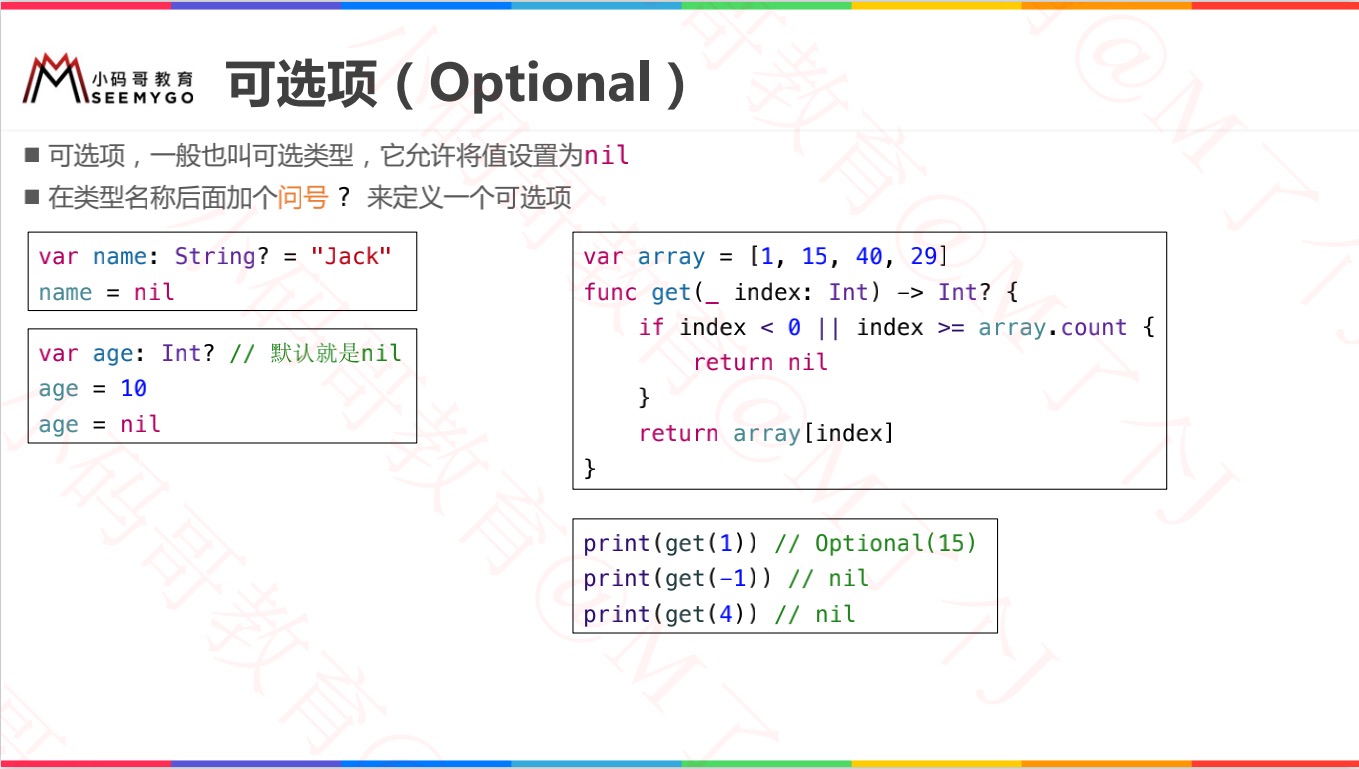 小码哥教育
SEEMYGO
可选项（Optional）
■ 可选项，一般也叫可选类型，它允许将值设置为nil
■ 在类型名称后面加个问号 ? 来定义一个可选项
var name: String? = "Jack"
name = nil
var age: Int? // 默认就是nil
age = 10
age = nil
var array = [1, 15, 40, 29]
func get(_ index: Int) -> Int? {
    if index < 0 || index >= array.count {
        return nil
    }
    return array[index]
}
print(get(1)) // Optional(15)
print(get(-1)) // nil
print(get(4)) // nil
小码哥教育@M了个J